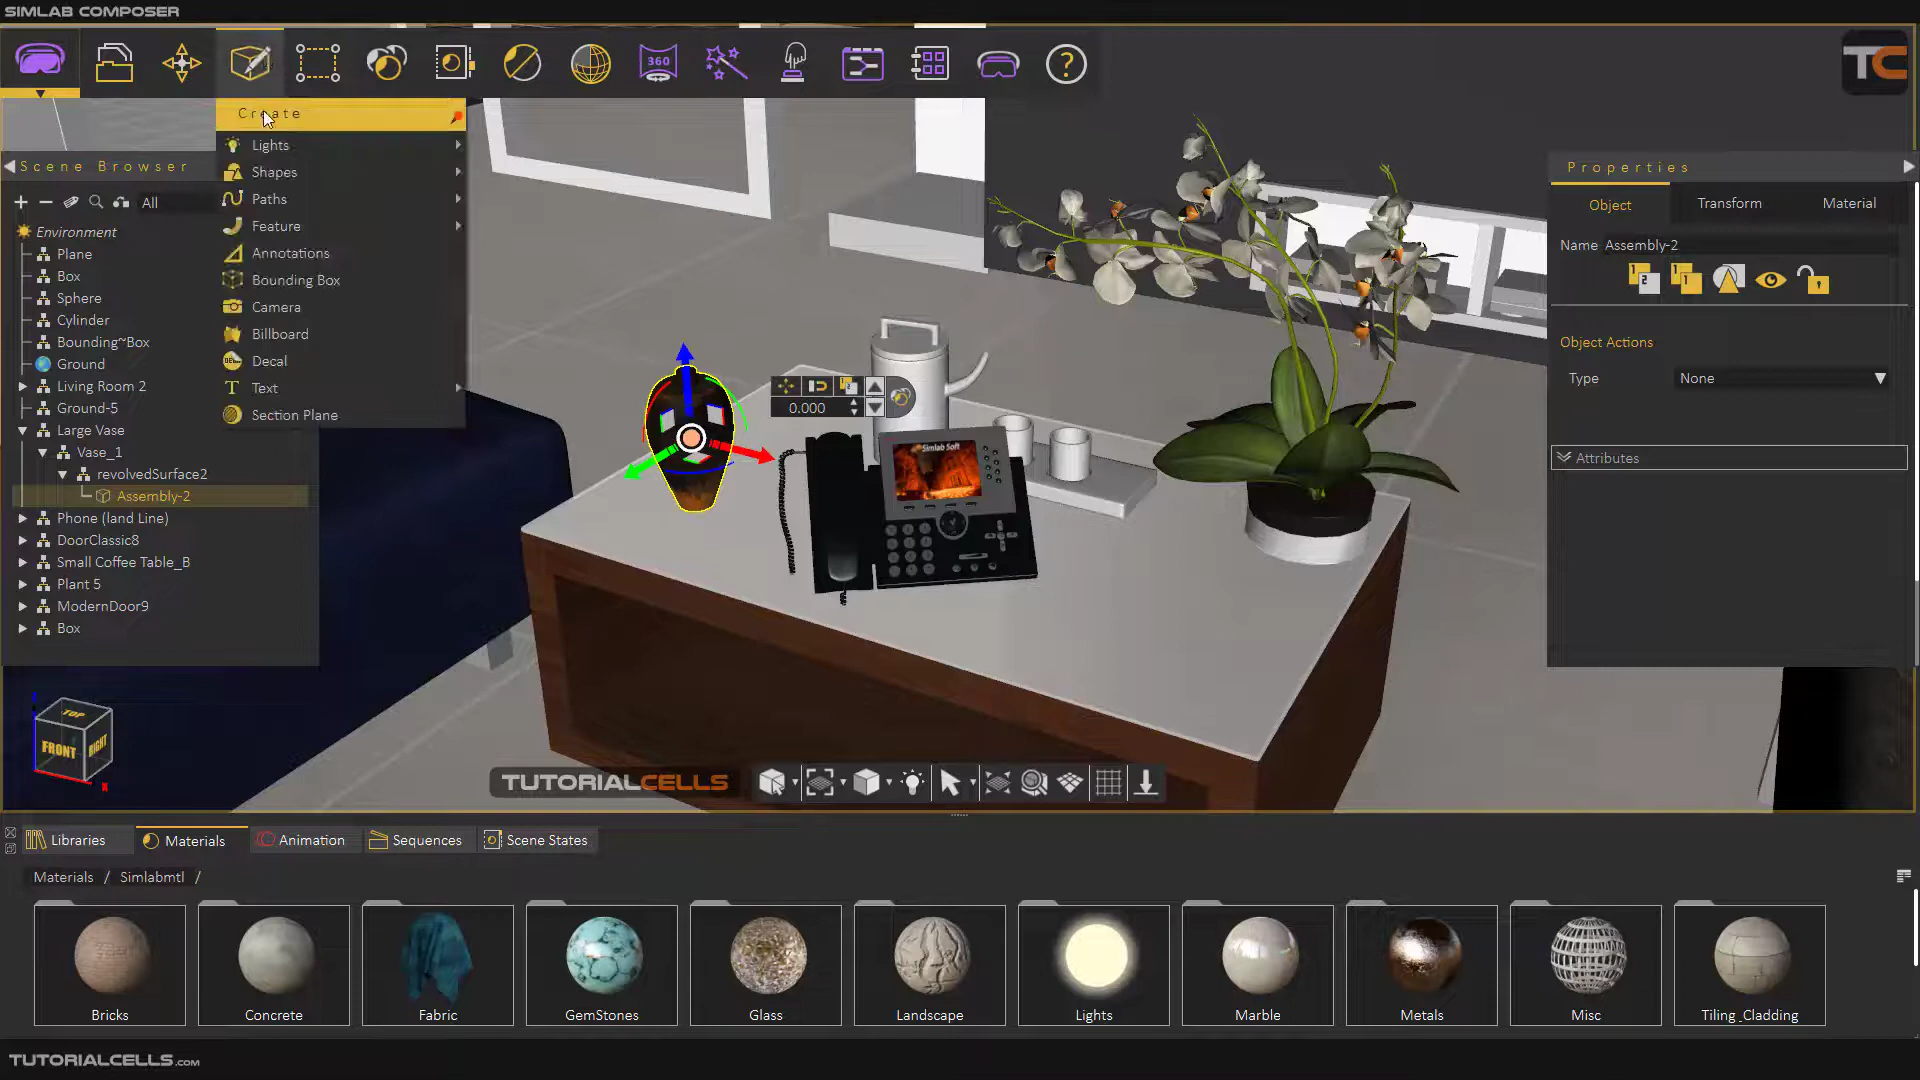 SIMLAB COMPOSER
360
TC
Create
Lights
Shapes
Paths
Feature
Annotations
Bounding Box
Camera
Billboard
Decal
Text
Section Plane
Scene Browser
All
Environment
Plane
Box
Sphere
Cylinder
Bounding~Box
Ground
Living Room 2
Ground-5
Large Vase
Vase_1
revolvedSurface2
Assembly-2
Phone (land Line)
DoorClassic8
Small Coffee Table_B
Plant 5
ModernDoor9
Box
0.000
Simlab Soft
Properties
Object Transform Material
Name Assembly-2
Object Actions
Type None
Attributes
TOP
FRONT
RIGHT
TUTORIALCELLS
Libraries Materials Animation Sequences Scene States
Materials / Simlabmtl /
Bricks Concrete Fabric GemStones Glass Landscape Lights Marble Metals Misc Tiling_Cladding
TUTORIALCELLS.com